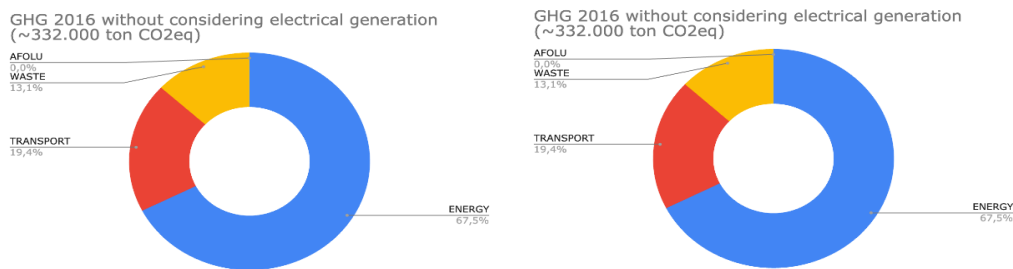 GHG 2016 without considering electrical generation
(~332.000 ton CO2eq)
AFOLU
0,0%
WASTE
13,1%
TRANSPORT
19,4%
ENERGY
67,5%
GHG 2016 without considering electrical generation
(~332.000 ton CO2eq)
AFOLU
0,0%
WASTE
13,1%
TRANSPORT
19,4%
ENERGY
67,5%